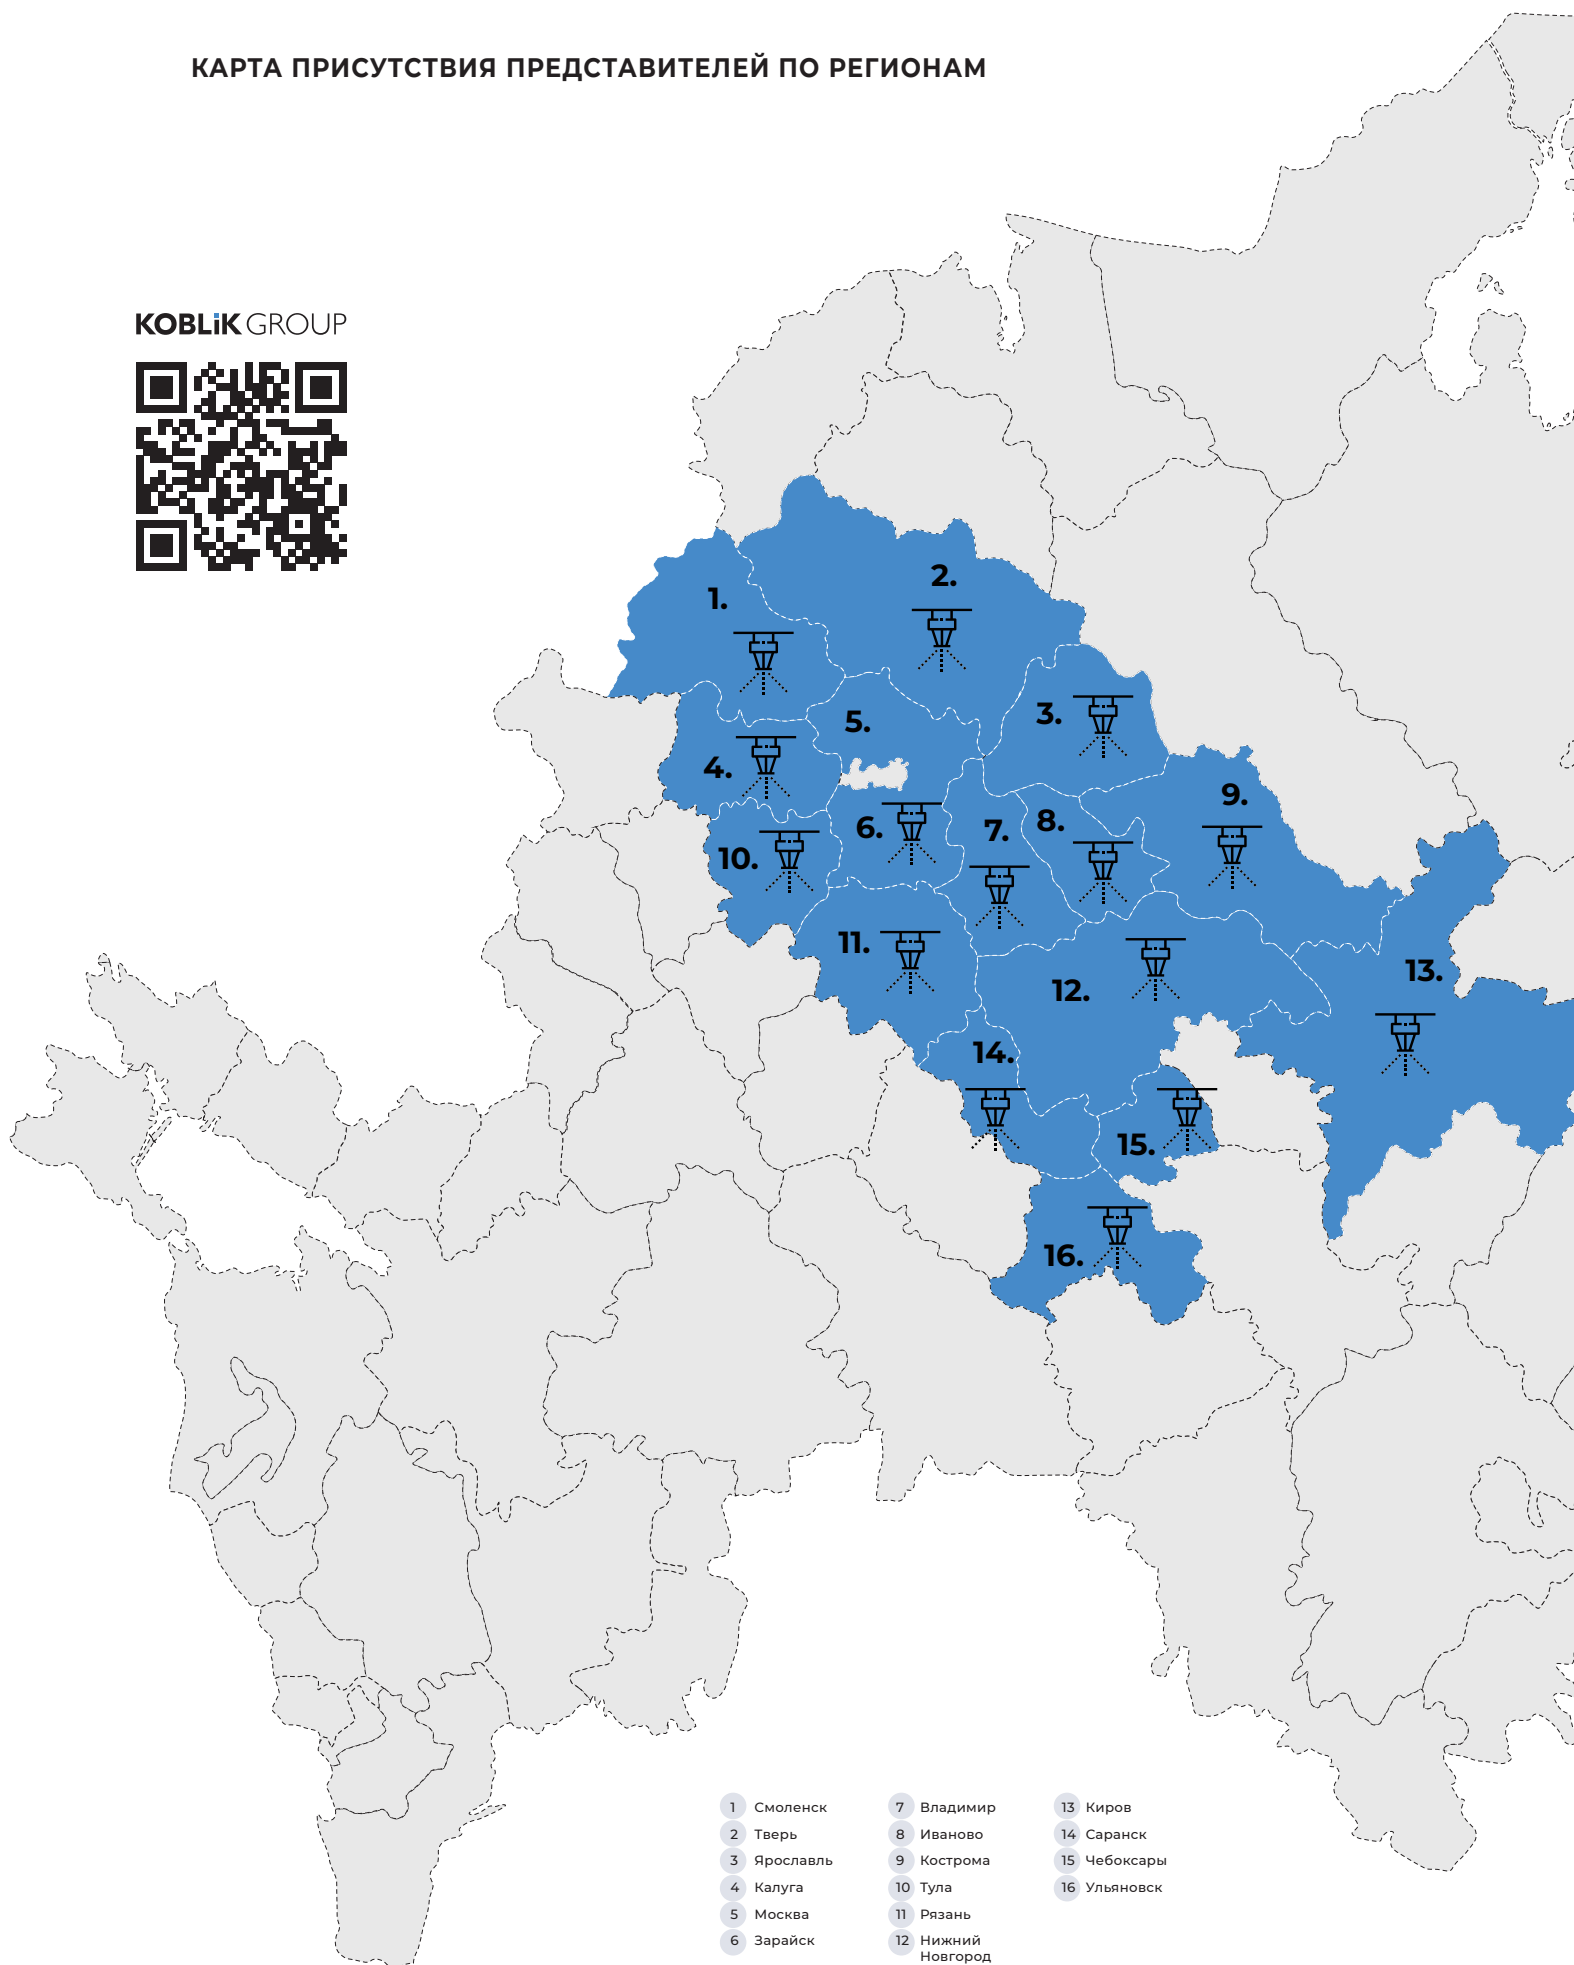 КАРТА ПРИСУТСТВИЯ ПРЕДСТАВИТЕЛЕЙ ПО РЕГИОНАМ
KOBLiK GROUP
1.
2.
3.
4.
5.
6.
7.
8.
9.
10.
11.
12.
13.
14.
15.
16.
1 Смоленск
2 Тверь
3 Ярославль
4 Калуга
5 Москва
6 Зарайск
7 Владимир
8 Иваново
9 Кострома
10 Тула
11 Рязань
12 Нижний
Новгород
13 Киров
14 Саранск
15 Чебоксары
16 Ульяновск